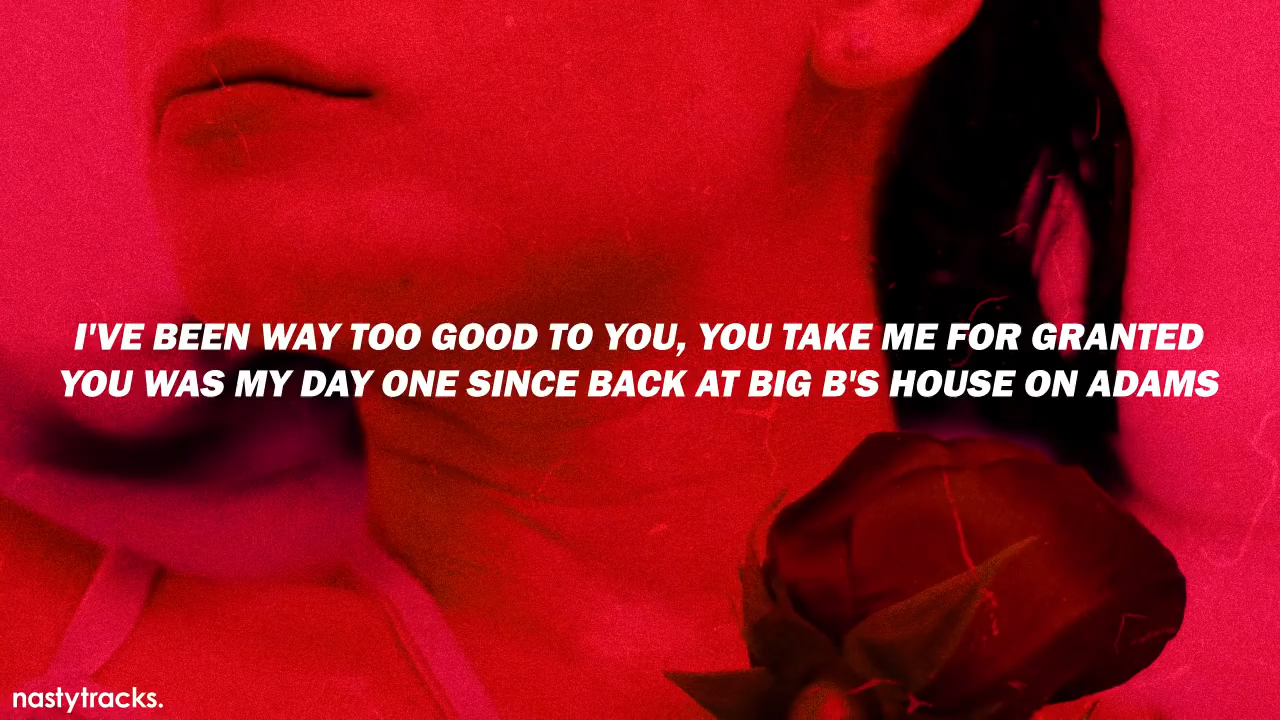 I'VE BEEN WAY TOO GOOD TO YOU, YOU TAKE ME FOR GRANTED
YOU WAS MY DAY ONE SINCE BACK AT BIG B'S HOUSE ON ADAMS
nastytracks.